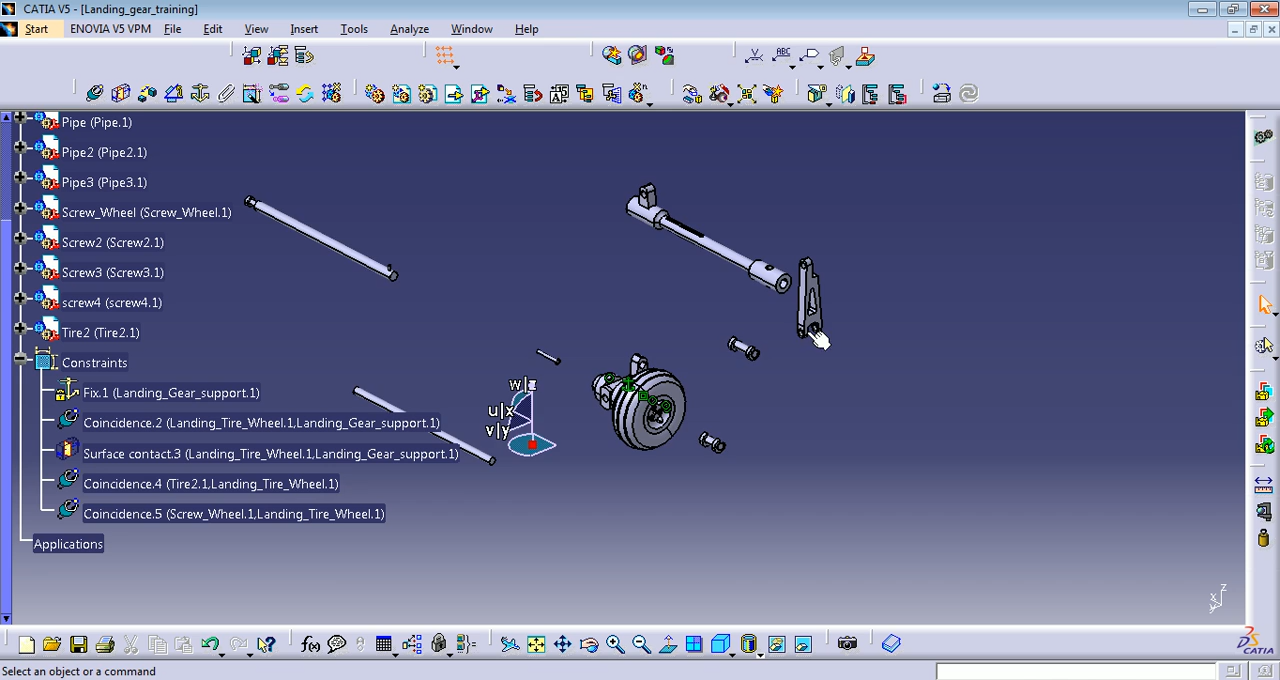 CATIA V5 - [Landing_gear_training]
Start ENOVIA V5 VPM File Edit View Insert Tools Analyze Window Help
ABC
Pipe (Pipe.1)
Pipe2 (Pipe2.1)
Pipe3 (Pipe3.1)
Screw_Wheel (Screw_Wheel.1)
Screw2 (Screw2.1)
Screw3 (Screw3.1)
screw4 (screw4.1)
Tire2 (Tire2.1)
Constraints
Fix.1 (Landing_Gear_support.1)
Coincidence.2 (Landing_Tire_Wheel.1,Landing_Gear_support.1)
Surface contact.3 (Landing_Tire_Wheel.1,Landing_Gear_support.1)
Coincidence.4 (Tire2.1,Landing_Tire_Wheel.1)
Coincidence.5 (Screw_Wheel.1,Landing_Tire_Wheel.1)
Applications
w|z
u|x
v|y
z
x
y
f(x)
CATIA
Select an object or a command